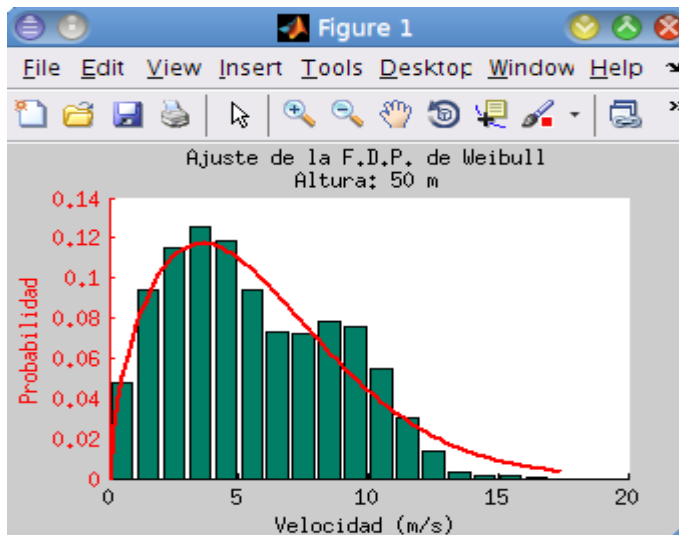 Figure 1
File Edit View Insert Tools Desktop Window Help
Ajuste de la F.D.P. de Weibull
Altura: 50 m
0.14
0.12
0.1
0.08
0.06
0.04
0.02
0
Probabilidad
0 5 10 15 20
Velocidad (m/s)